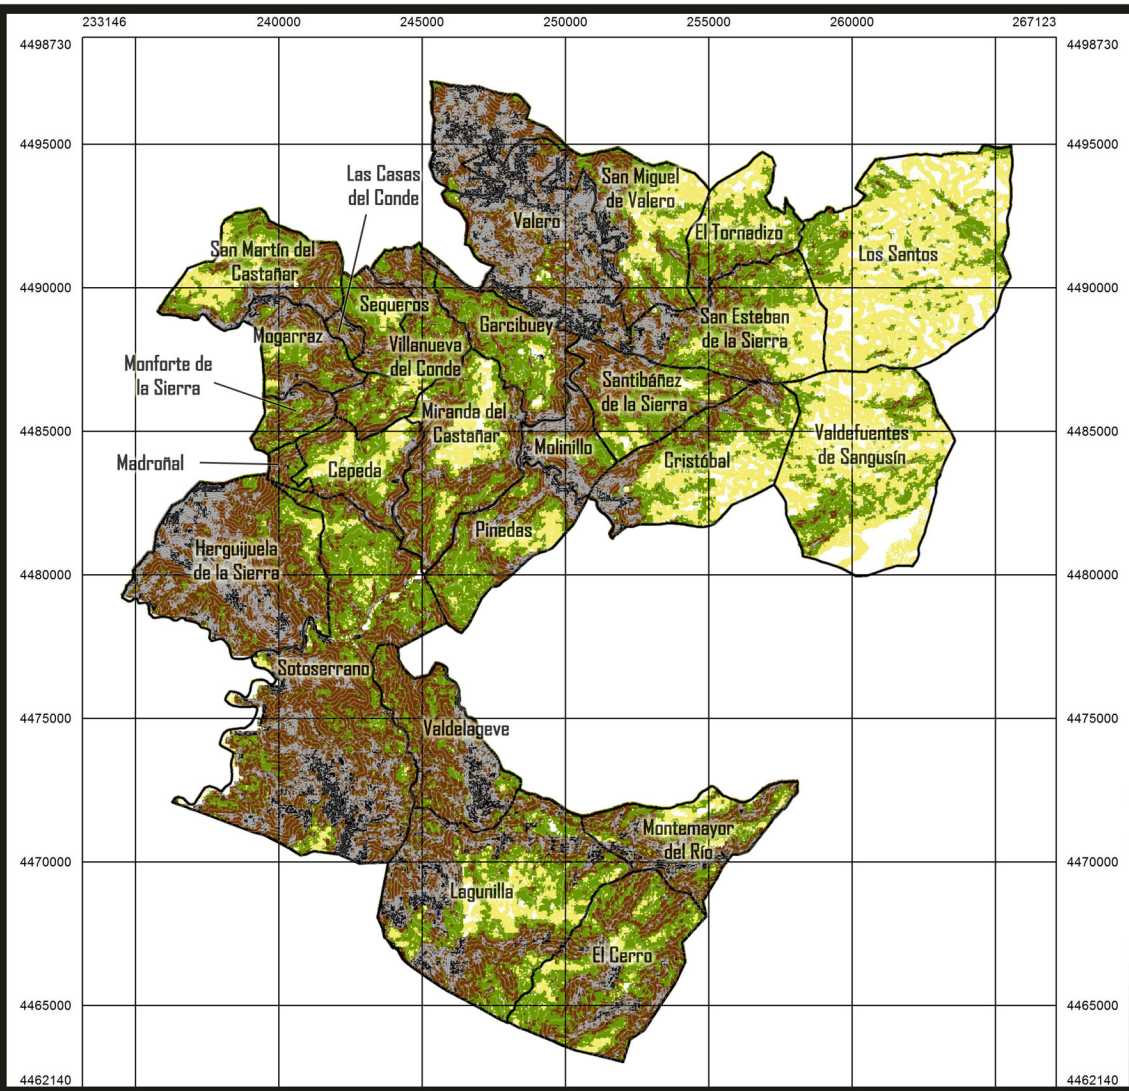 233146 240000 245000 250000 255000 260000 267123
4498730 4498730
4495000 4495000
Las Casas
del Conde
San Miguel
de Valero
Valero
El Tornadizo
Los Santos
San Martín del
Castañar
4490000 4490000
Sequeros
Garcibuey
San Esteban
de la Sierra
Mogarraz
Villanueva
del Conde
Monforte de
la Sierra
Santibáñez
de la Sierra
Miranda del
Castañar
4485000 4485000
Molinillo
Valdefuentes
de Sangusín
Madroñal
Cépeda
Cristóbal
Pinedas
Herguijuela
de la Sierra
4480000 4480000
Sotoserrano
4475000 4475000
Valdelageve
Montemayor
del Río
4470000 4470000
Lagunilla
El Cerro
4465000 4465000
4462140 4462140